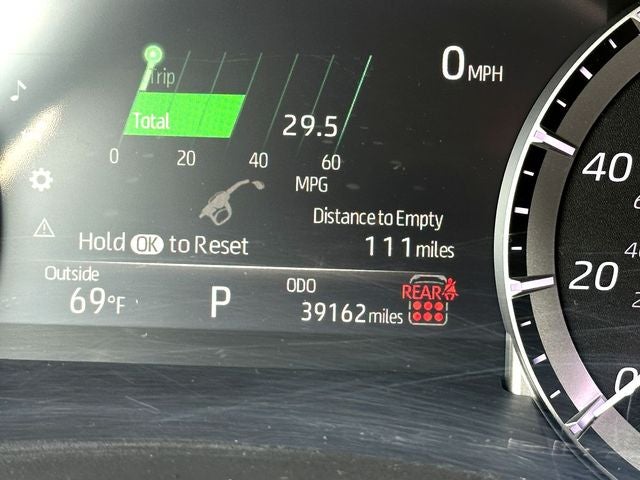 Trip
0 MPH
Total
29.5
0 20 40 60
MPG
Distance to Empty
Hold OK to Reset
111 miles
Outside
69°F
P
ODO
39162 miles
REAR
40
20
0